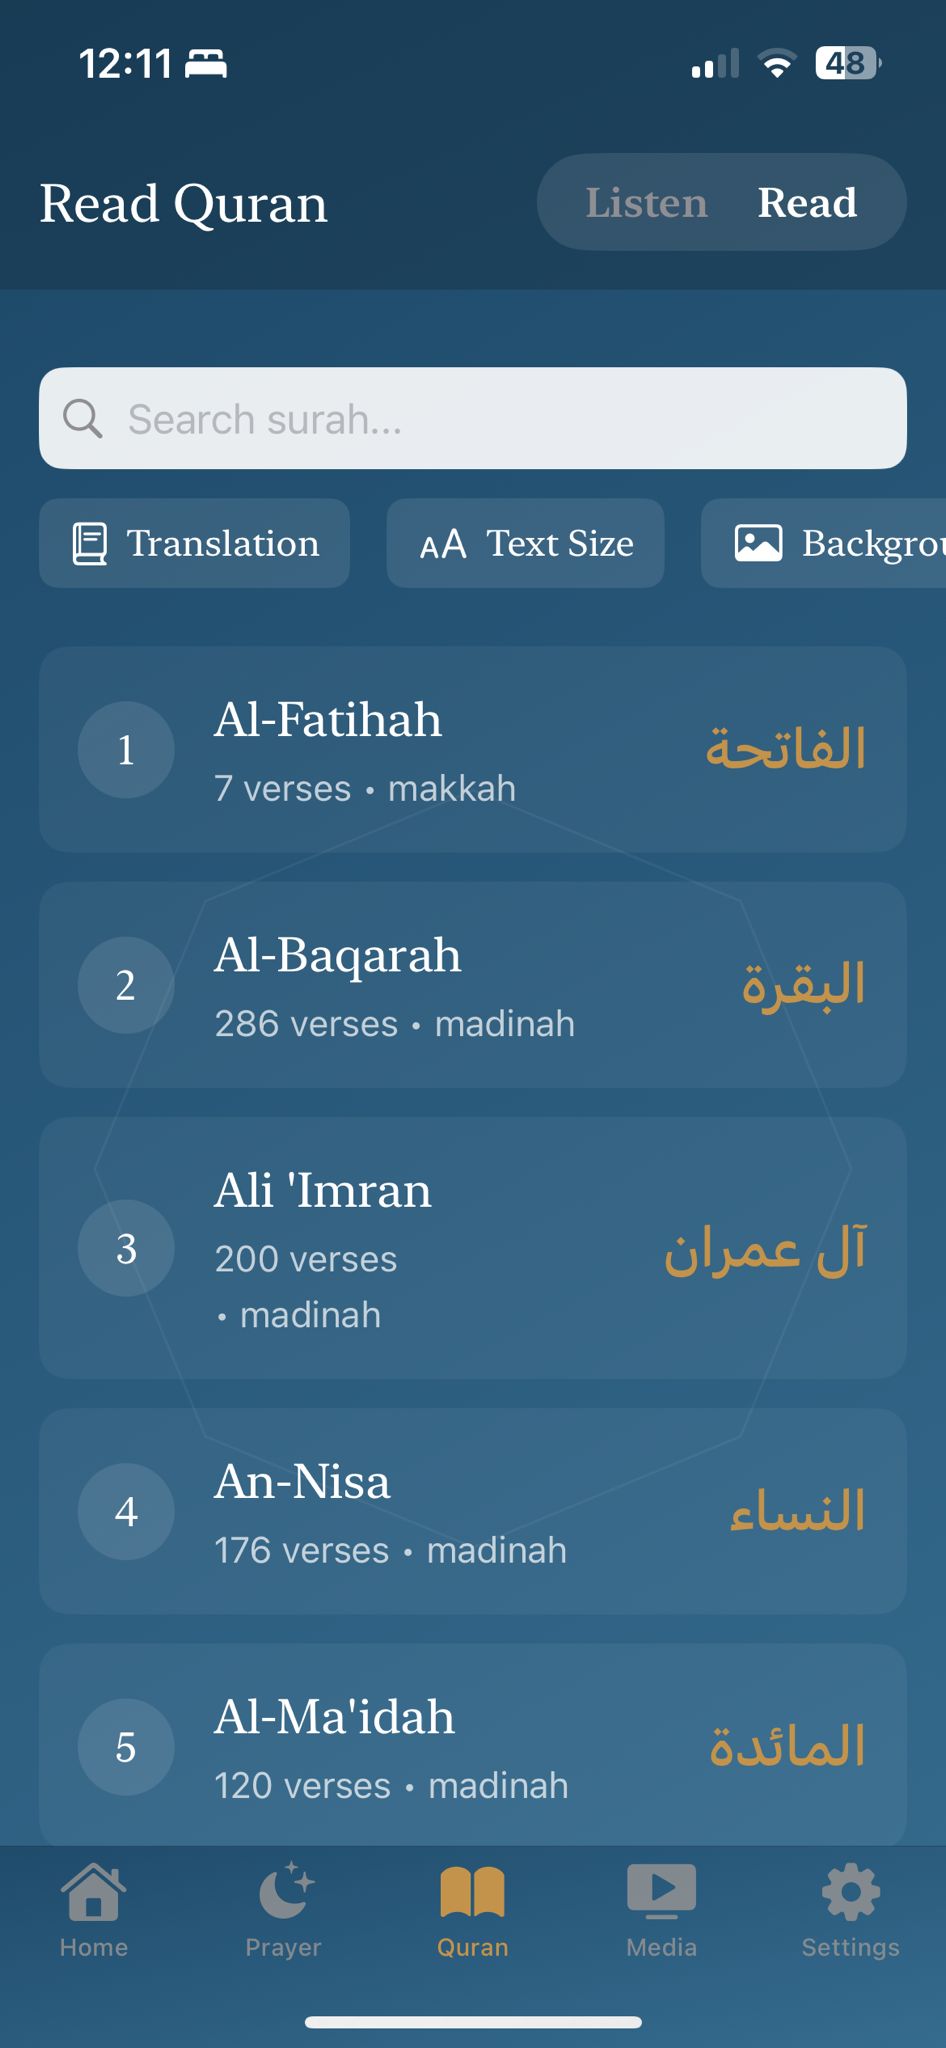 12:11
48
Read Quran
Listen Read
Search surah...
Translation
Text Size
Backgrou
1
Al-Fatihah
7 verses • makkah
الفاتحة
2
Al-Baqarah
286 verses • madinah
البقرة
3
Ali 'Imran
200 verses
• madinah
آل عمران
4
An-Nisa
176 verses • madinah
النساء
5
Al-Ma'idah
120 verses • madinah
المائدة
Home
Prayer
Quran
Media
Settings